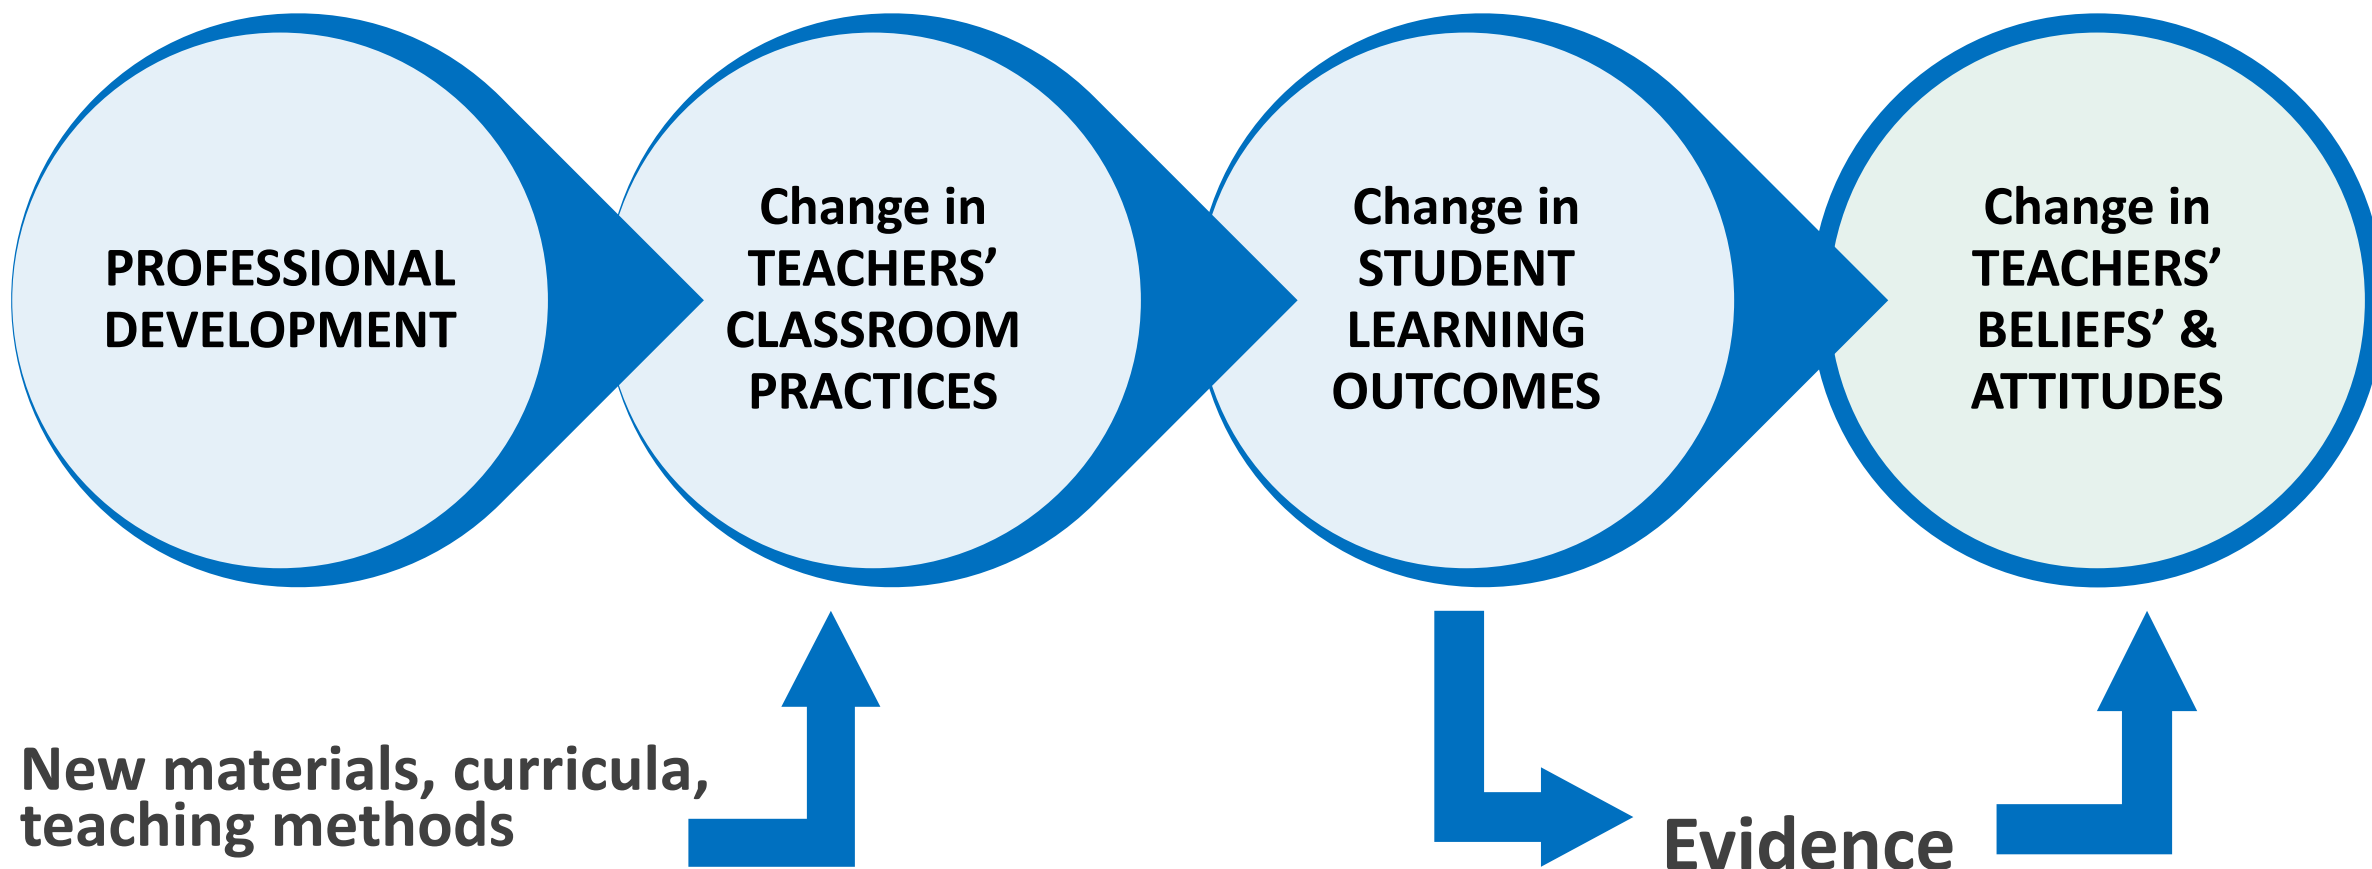 PROFESSIONAL
DEVELOPMENT
Change in
TEACHERS’
CLASSROOM
PRACTICES
Change in
STUDENT
LEARNING
OUTCOMES
Change in
TEACHERS’
BELIEFS’ &
ATTITUDES
New materials, curricula,
teaching methods
Evidence